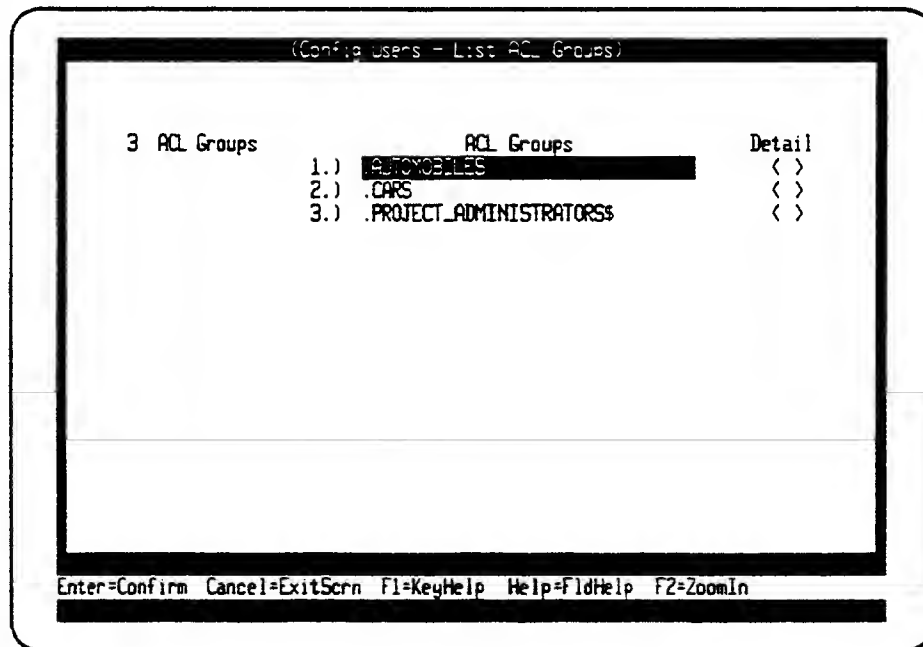 (Config users - List ACL Groups)
3 ACL Groups ACL Groups Detail
1.) .AUTOMOBILES < >
2.) .CARS < >
3.) .PROJECT_ADMINISTRATORS$ < >
Enter=Confirm Cancel=ExitScrn F1=KeyHelp Help=FldHelp F2=ZoomIn